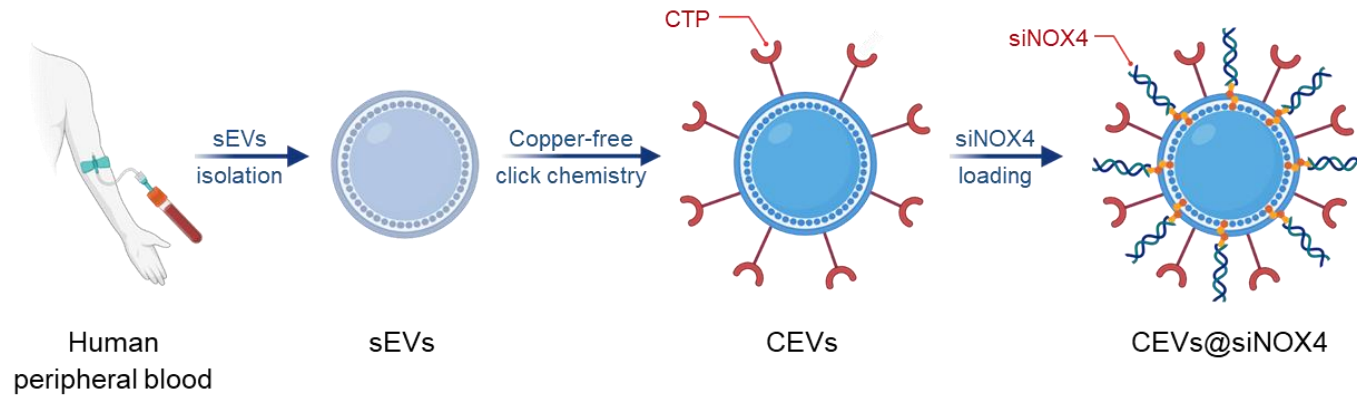 CTP
siNOX4
sEVs
isolation
Copper-free
click chemistry
siNOX4
loading
Human
peripheral blood
sEVs
CEVs
CEVs@siNOX4